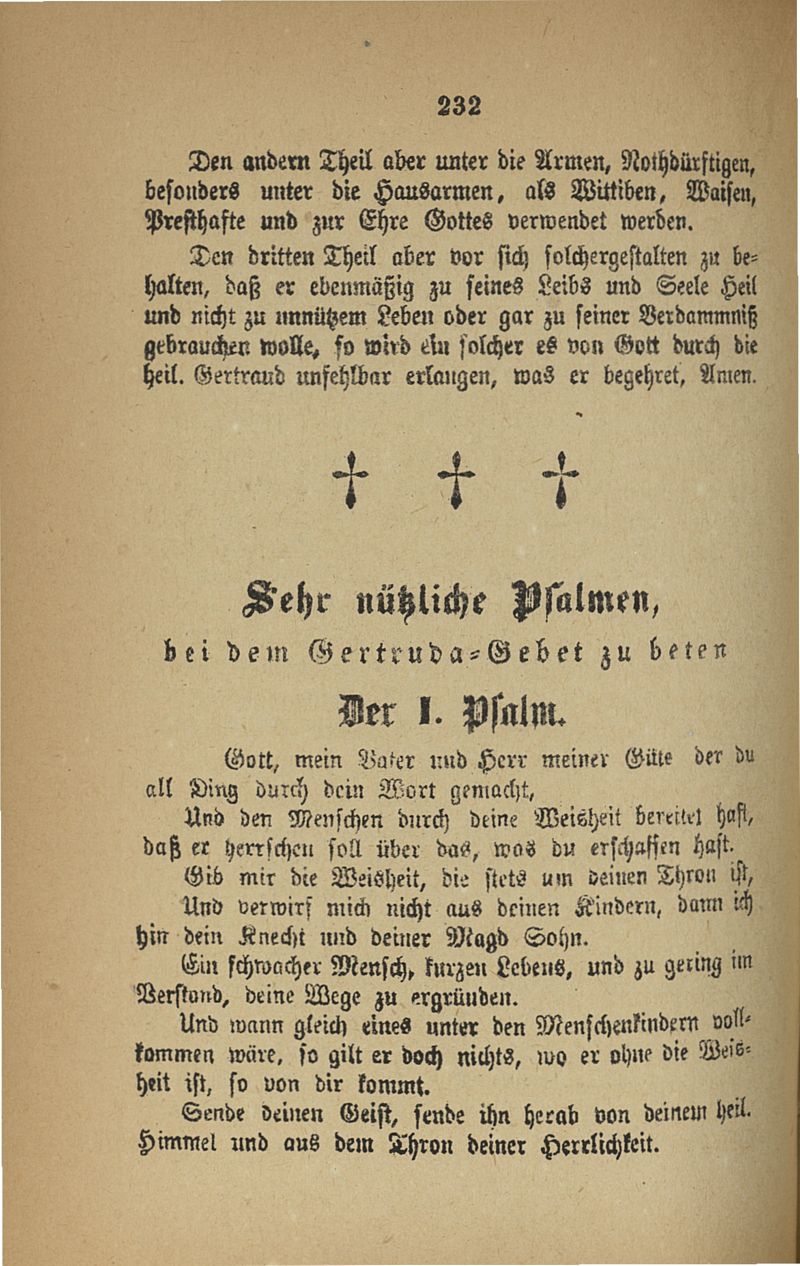 232
Den andern Theil aber unter die Armen, Nothdürftigen,
besonders unter die Hausarmen, als Wittiben, Waisen,
Presthafte und zur Ehre Gottes verwendet werden.
Den dritten Theil aber vor sich solchergestalten zu be-
halten, daß er ebenmäßig zu seines Leibs und Seele Heil
und nicht zu unnützem Leben oder gar zu seiner Verdammniß
gebrauchen wolle, so wird ein solcher es von Gott durch die
heil. Gertraud unfehlbar erlangen, was er begehret, Amen.
Sehr nützliche Psalmen,
bei dem Gertruda-Gebet zu beten
Der I. Psalm.
Gott, mein Vater und Herr meiner Güte der du
all Ding durch dein Wort gemacht,
Und den Menschen durch deine Weisheit bereitet hast,
daß er herrschen soll über das, was du erschaffen hast.
Gib mir die Weisheit, die stets um deinen Thron ist,
Und verwirf mich nicht aus deinen Kindern, dann ich
bin dein Knecht und deiner Magd Sohn.
Ein schwacher Mensch, kurzen Lebens, und zu gering im
Verstand, deine Wege zu ergründen.
Und wann gleich eines unter den Menschenkindern voll-
kommen wäre, so gilt er doch nichts, wo er ohne die Weis-
heit ist, so von dir kommt.
Sende deinen Geist, sende ihn herab von deinem heil.
Himmel und aus dem Thron deiner Herrlichkeit.